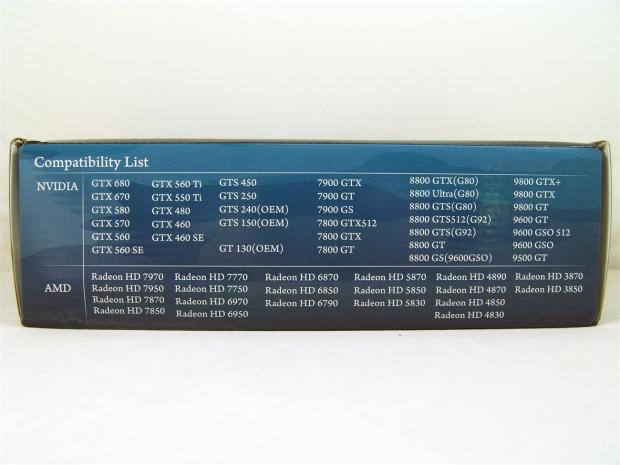 Compatibility List
NVIDIA
GTX 680
GTX 670
GTX 580
GTX 570
GTX 560
GTX 560 SE
GTX 560 Ti
GTX 550 Ti
GTX 480
GTX 460
GTX 460 SE
GTS 450
GTS 250
GTS 240(OEM)
GTS 150(OEM)
GT 130(OEM)
7900 GTX
7900 GT
7900 GS
7800 GTX512
7800 GTX
7800 GT
8800 GTX(G80)
8800 Ultra(G80)
8800 GTS(G80)
8800 GTS512(G92)
8800 GTS(G92)
8800 GT
8800 GS(9600GSO)
9800 GTX+
9800 GTX
9800 GT
9600 GT
9600 GSO 512
9600 GSO
9500 GT
AMD
Radeon HD 7970
Radeon HD 7950
Radeon HD 7870
Radeon HD 7850
Radeon HD 7770
Radeon HD 7750
Radeon HD 6970
Radeon HD 6950
Radeon HD 6870
Radeon HD 6850
Radeon HD 6790
Radeon HD 5870
Radeon HD 5850
Radeon HD 5830
Radeon HD 4890
Radeon HD 4870
Radeon HD 4850
Radeon HD 4830
Radeon HD 3870
Radeon HD 3850